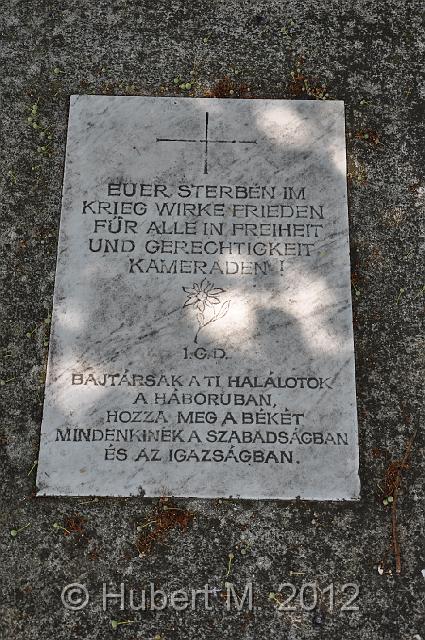 EUER STERBEN IM
KRIEG WIRKE FRIEDEN
FÜR ALLE IN FREIHEIT
UND GERECHTIGKEIT
KAMERADEN !
I.G.D.
BAJTÁRSAK A TI HALÁLOTOK
A HÁBORUBAN,
HOZZA MEG A BÉKÉT
MINDENKINEK A SZABADSÁGBAN
ÉS AZ IGAZSÁGBAN.
© Hubert M. 2012